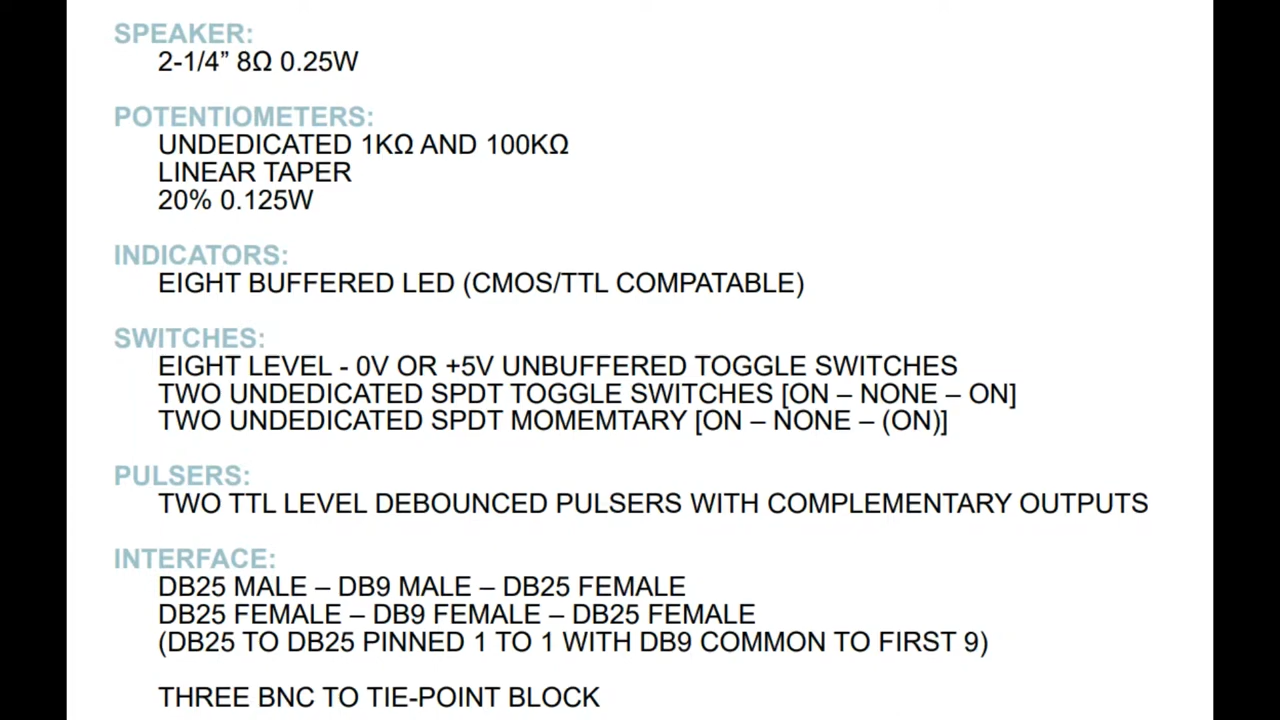 SPEAKER:
2-1/4” 8Ω 0.25W
POTENTIOMETERS:
UNDEDICATED 1KΩ AND 100KΩ
LINEAR TAPER
20% 0.125W
INDICATORS:
EIGHT BUFFERED LED (CMOS/TTL COMPATABLE)
SWITCHES:
EIGHT LEVEL - 0V OR +5V UNBUFFERED TOGGLE SWITCHES
TWO UNDEDICATED SPDT TOGGLE SWITCHES [ON – NONE – ON]
TWO UNDEDICATED SPDT MOMEMTARY [ON – NONE – (ON)]
PULSERS:
TWO TTL LEVEL DEBOUNCED PULSERS WITH COMPLEMENTARY OUTPUTS
INTERFACE:
DB25 MALE – DB9 MALE – DB25 FEMALE
DB25 FEMALE – DB9 FEMALE – DB25 FEMALE
(DB25 TO DB25 PINNED 1 TO 1 WITH DB9 COMMON TO FIRST 9)
THREE BNC TO TIE-POINT BLOCK